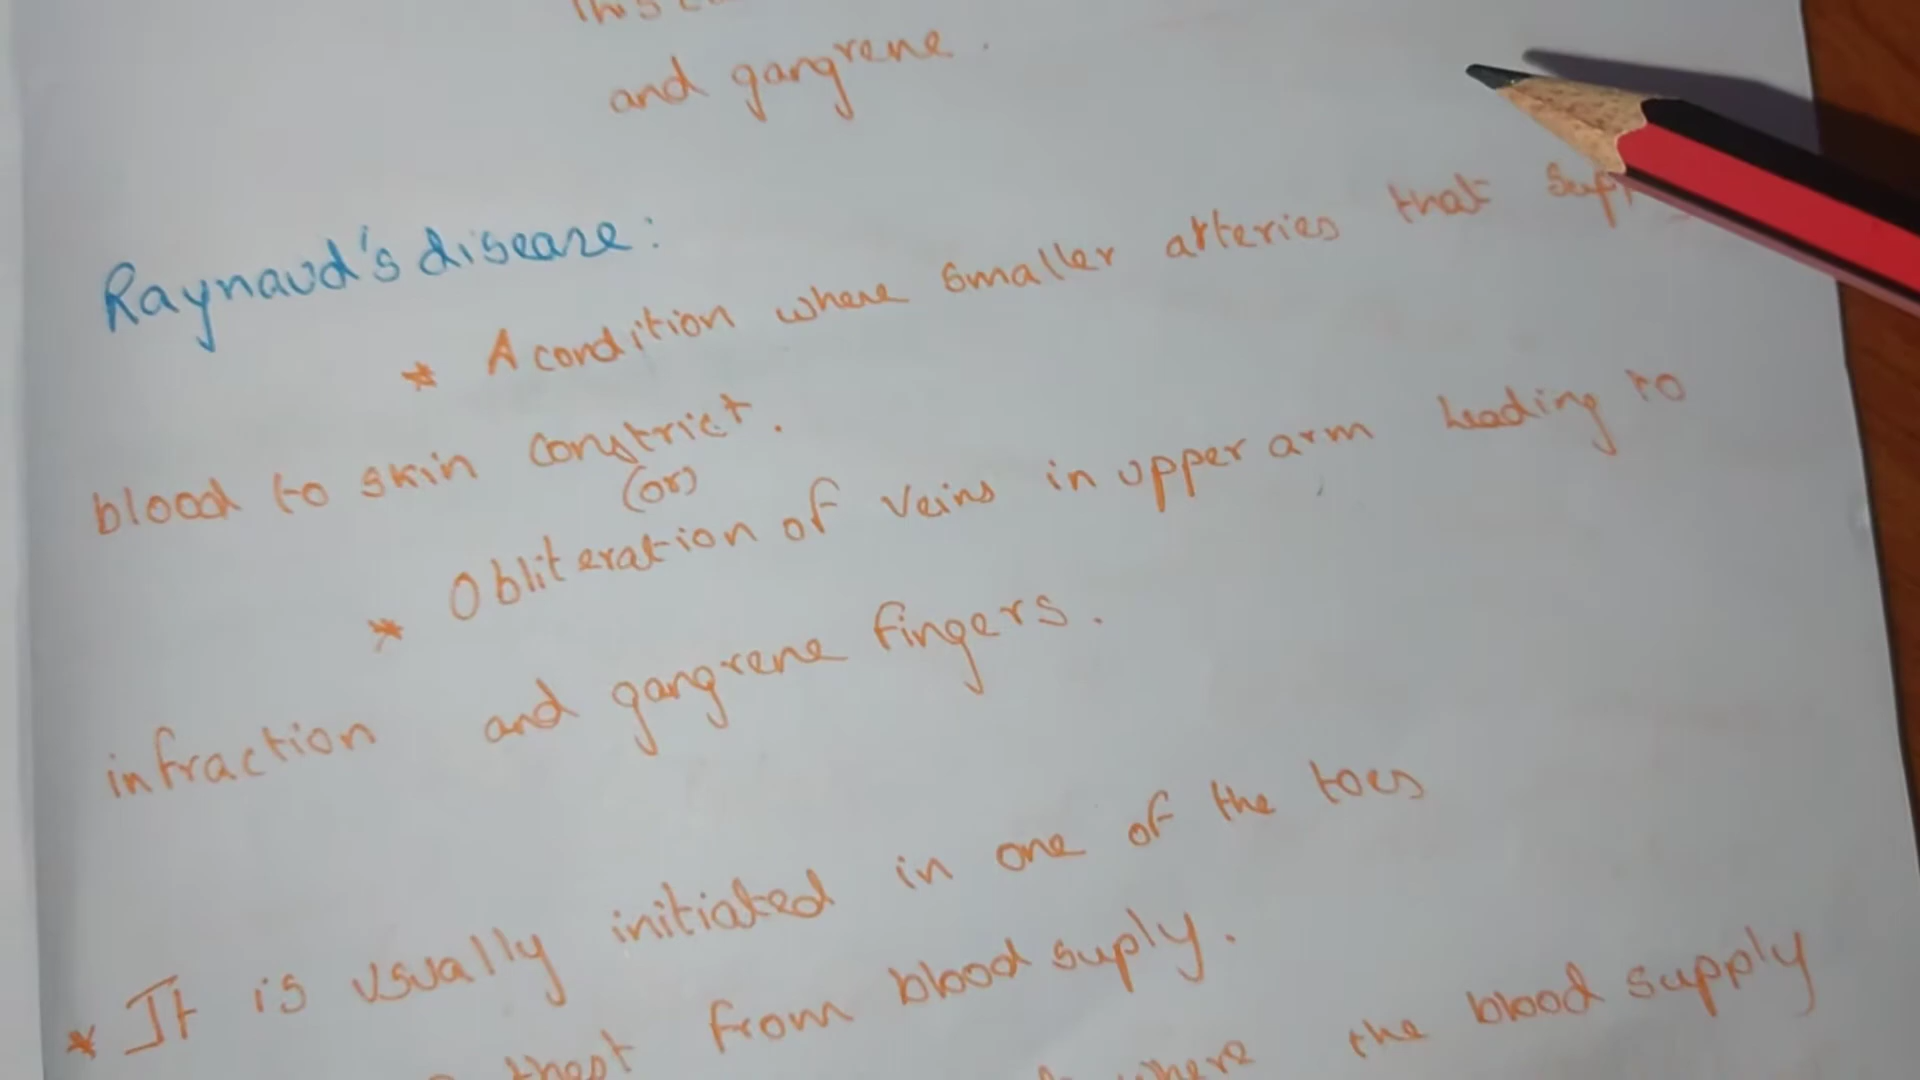 and gangrene.
Raynaud's disease:
* A condition where smaller arteries that
blood to skin constrict.
(or)
* Obliteration of veins in upper arm leading to
infraction and gangrene fingers.
* It is usually initiated in one of the toes
from blood suply.
where the blood supply